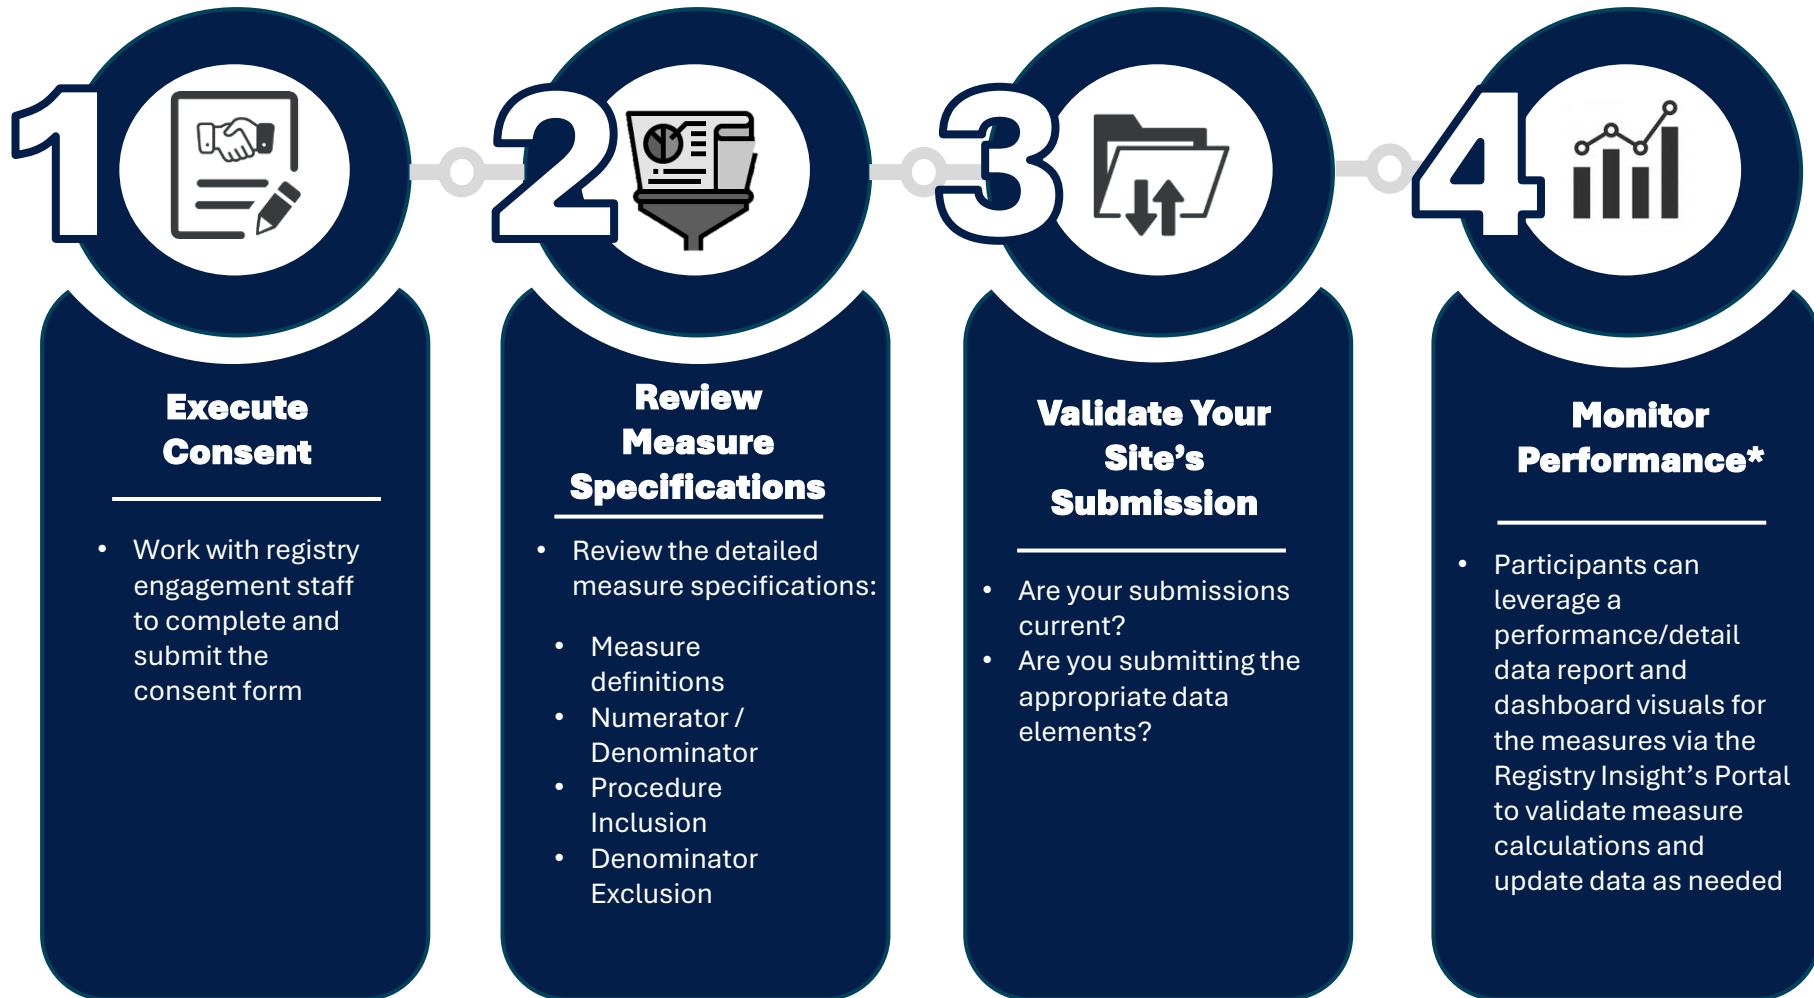 1
Execute
Consent
• Work with registry
engagement staff
to complete and
submit the
consent form
2
Review
Measure
Specifications
• Review the detailed
measure specifications:
• Measure
definitions
• Numerator /
Denominator
• Procedure
Inclusion
• Denominator
Exclusion
3
Validate Your
Site’s
Submission
• Are your submissions
current?
• Are you submitting the
appropriate data
elements?
4
Monitor
Performance*
• Participants can
leverage a
performance/detail
data report and
dashboard visuals for
the measures via the
Registry Insight’s Portal
to validate measure
calculations and
update data as needed